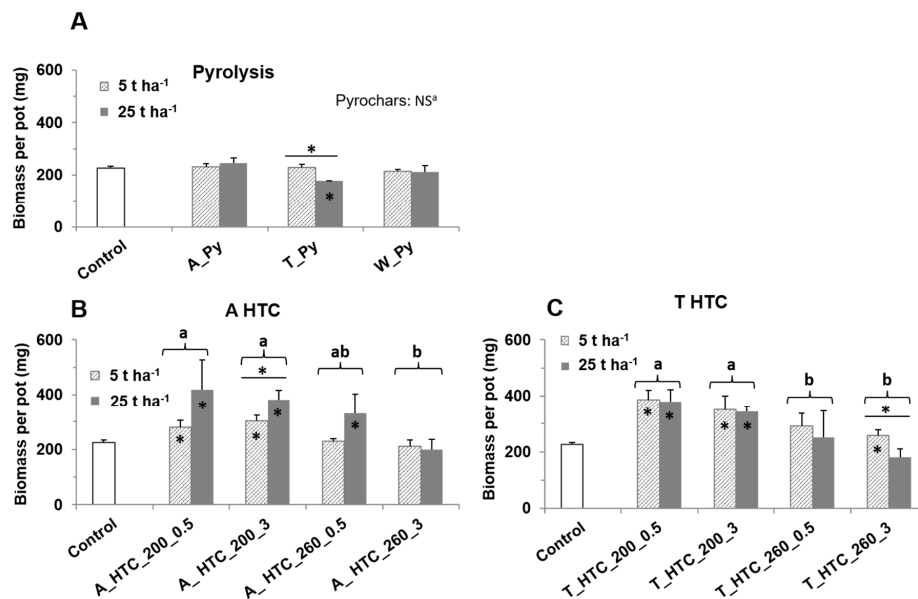 A
Pyrolysis
5 t ha-1
25 t ha-1
Pyrochars: NSa
Biomass per pot (mg)
600
400
200
0
*
*
Control
A_Py
T_Py
W_Py
B
A HTC
5 t ha-1
25 t ha-1
Biomass per pot (mg)
600
400
200
0
a
a
ab
b
*
* * * * *
Control
A_HTC_200_0.5
A_HTC_200_3
A_HTC_260_0.5
A_HTC_260_3
C
T HTC
5 t ha-1
25 t ha-1
Biomass per pot (mg)
600
400
200
0
a
a
b
b
*
* * * * *
Control
T_HTC_200_0.5
T_HTC_200_3
T_HTC_260_0.5
T_HTC_260_3